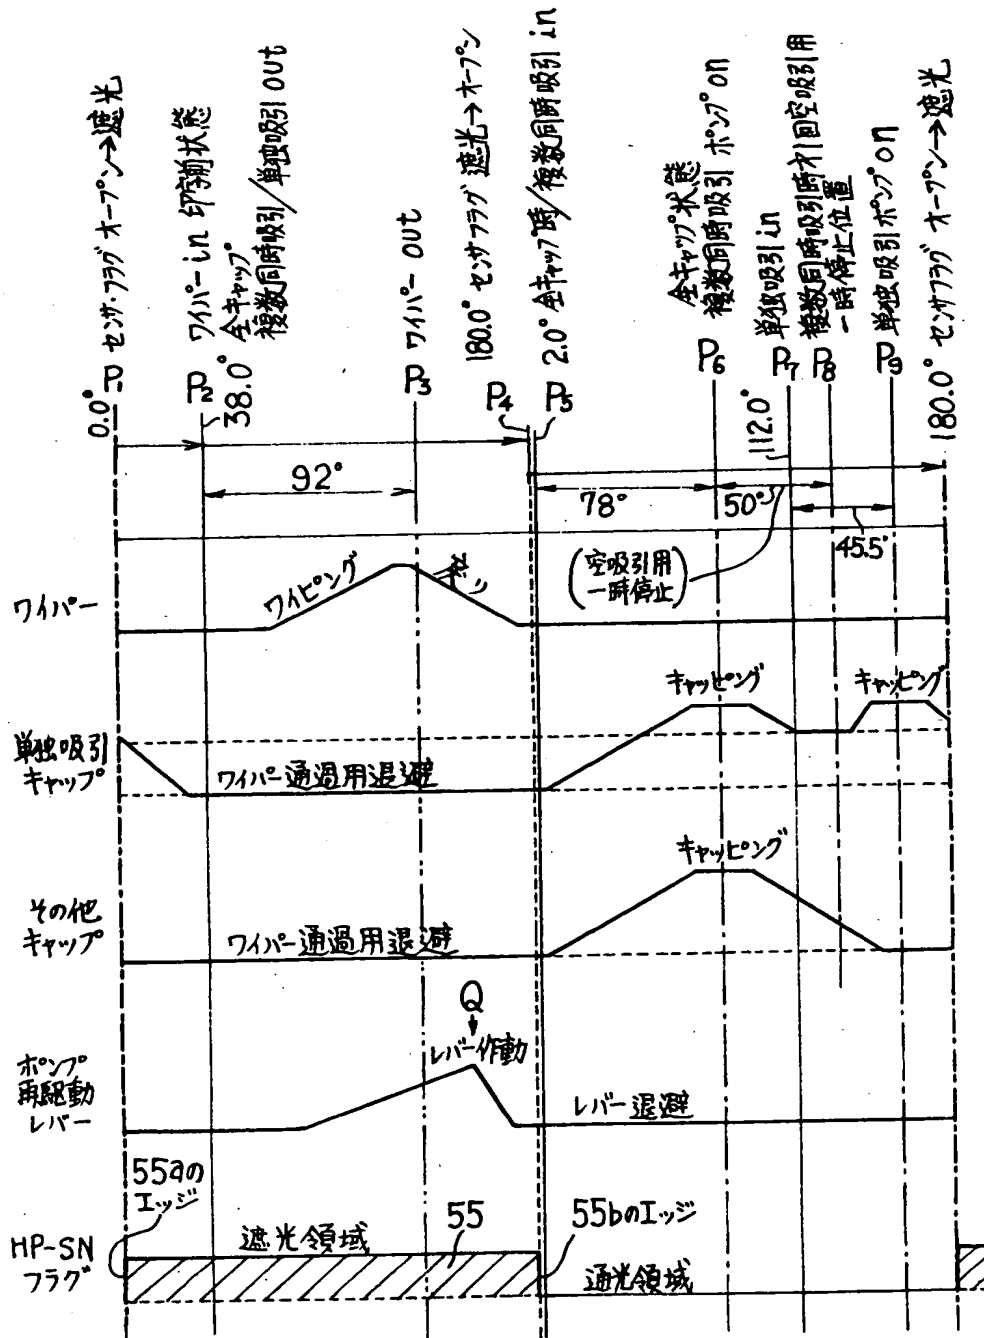 0.0° P₁ センサ・フラグ オープン→遮光
P₂ ワイパー in 印字前状態
38.0° 全キャップ
複数同時吸引/単独吸引 out
P₃ ワイパー out
P₄ 180.0° センサフラグ 遮光→オープン
P₅ 2.0° 全キャップ時/複数同時吸引 in
全キャップ状態
P₆ 複数同時吸引 ポンプ on
112.0° P₇ 単独吸引 in
P₈ 複数同時吸引時オ1回空吸引用
一時停止位置
P₉ 単独吸引ポンプ on
180.0° センサフラグ オープン→遮光
92°
78°
50°
45.5°
(空吸引用
一時停止)
ワイパー
ワイピング
戻り
単独吸引
キャップ
ワイパー通過用退避
キャッピング
キャッピング
その他
キャップ
ワイパー通過用退避
キャッピング
ポンプ
再駆動
レバー
Q
レバー作動
レバー退避
55aの
エッジ
HP-SN
フラグ
遮光領域
55
55bのエッジ
通光領域